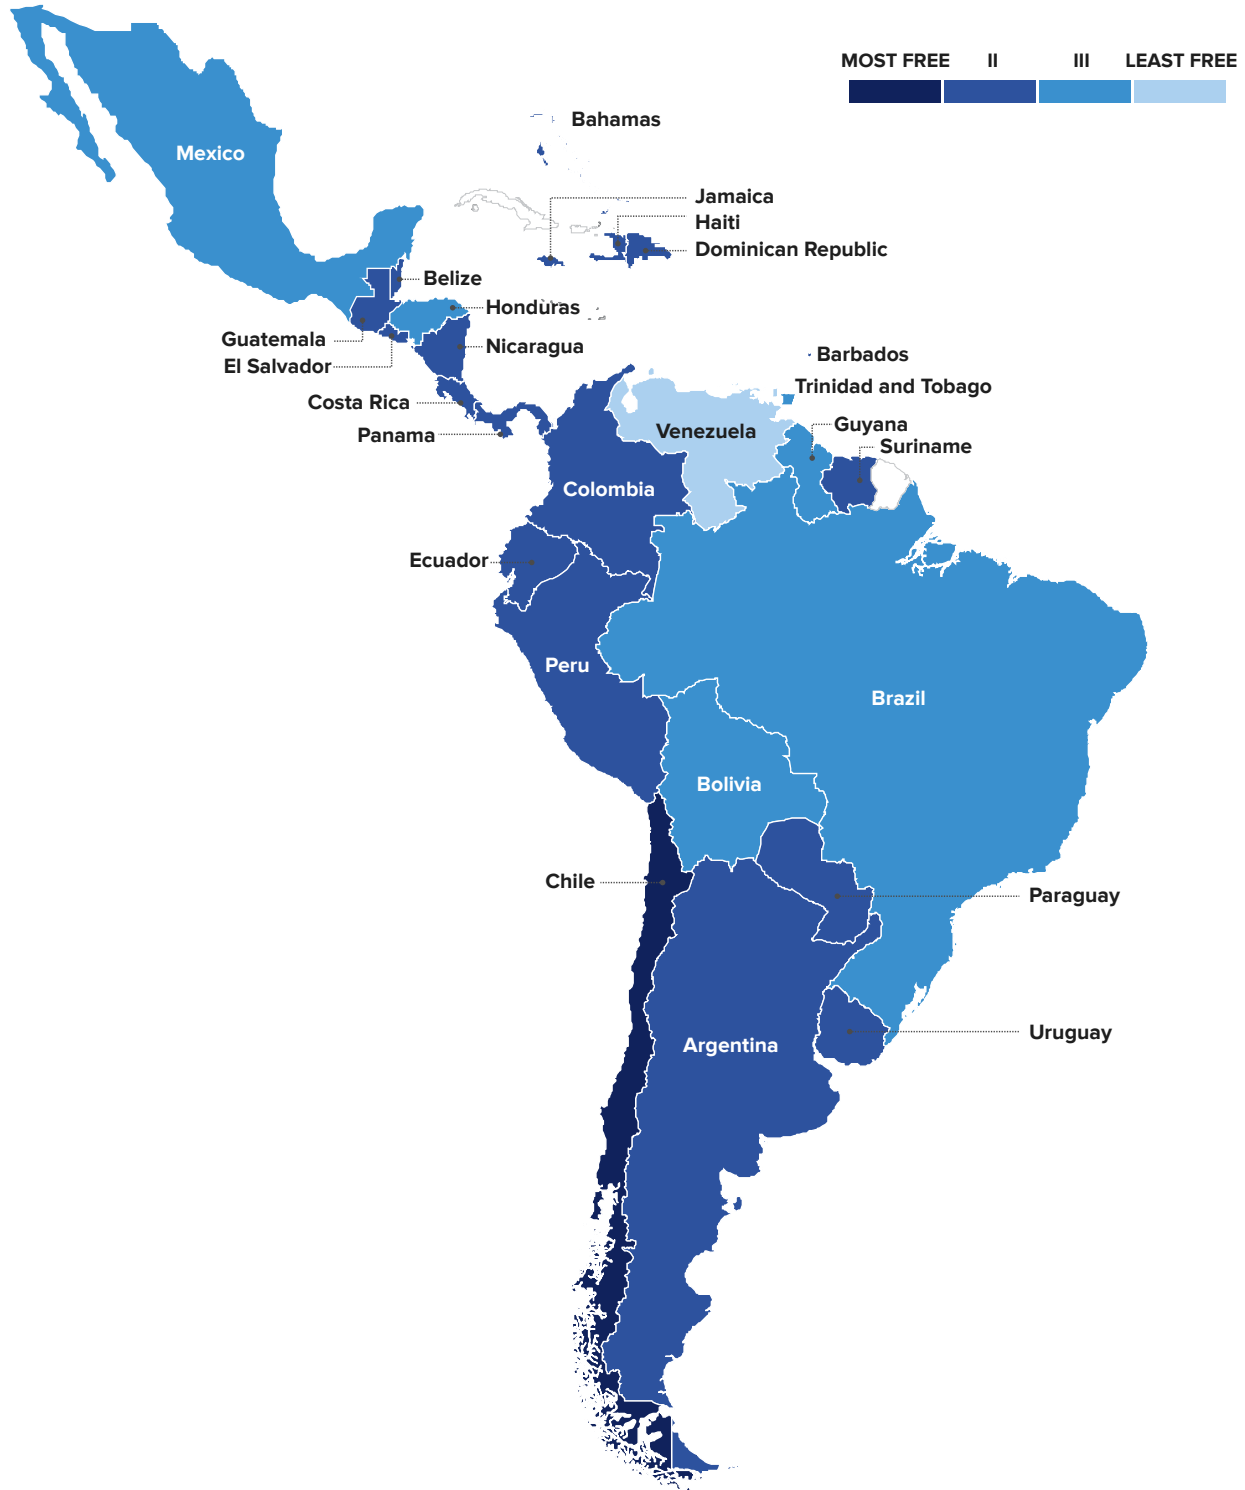 MOST FREE II III LEAST FREE
Bahamas
Mexico
Jamaica
Haiti
Dominican Republic
Belize
Honduras
Guatemala
Nicaragua
El Salvador
Barbados
Trinidad and Tobago
Costa Rica
Guyana
Panama
Venezuela
Suriname
Colombia
Ecuador
Peru
Brazil
Bolivia
Chile
Paraguay
Uruguay
Argentina